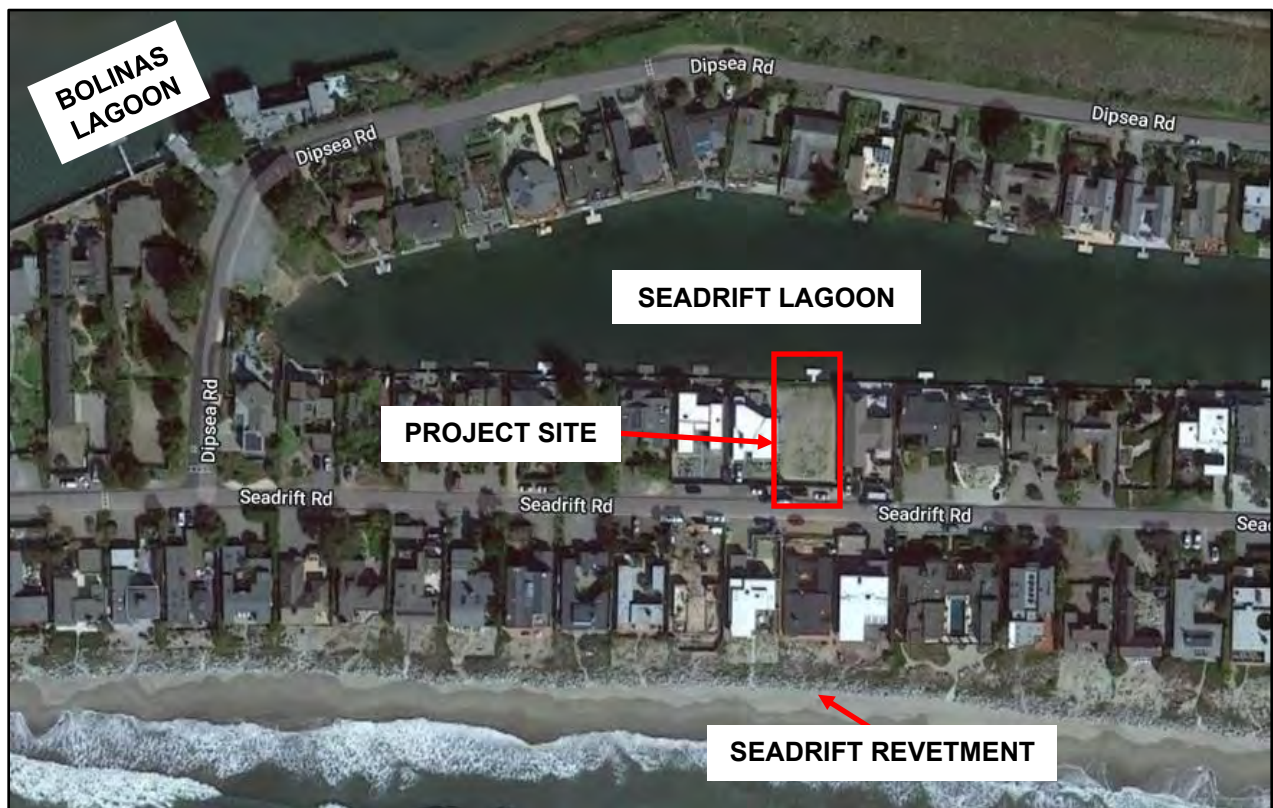 BOLINAS
LAGOON
Dipsea Rd
Dipsea Rd
Dipsea Rd
SEADRIFT LAGOON
PROJECT SITE
Dipsea Rd
Seadrift Rd
Seadrift Rd
Seadrift Rd
Sea
SEADRIFT REVETMENT